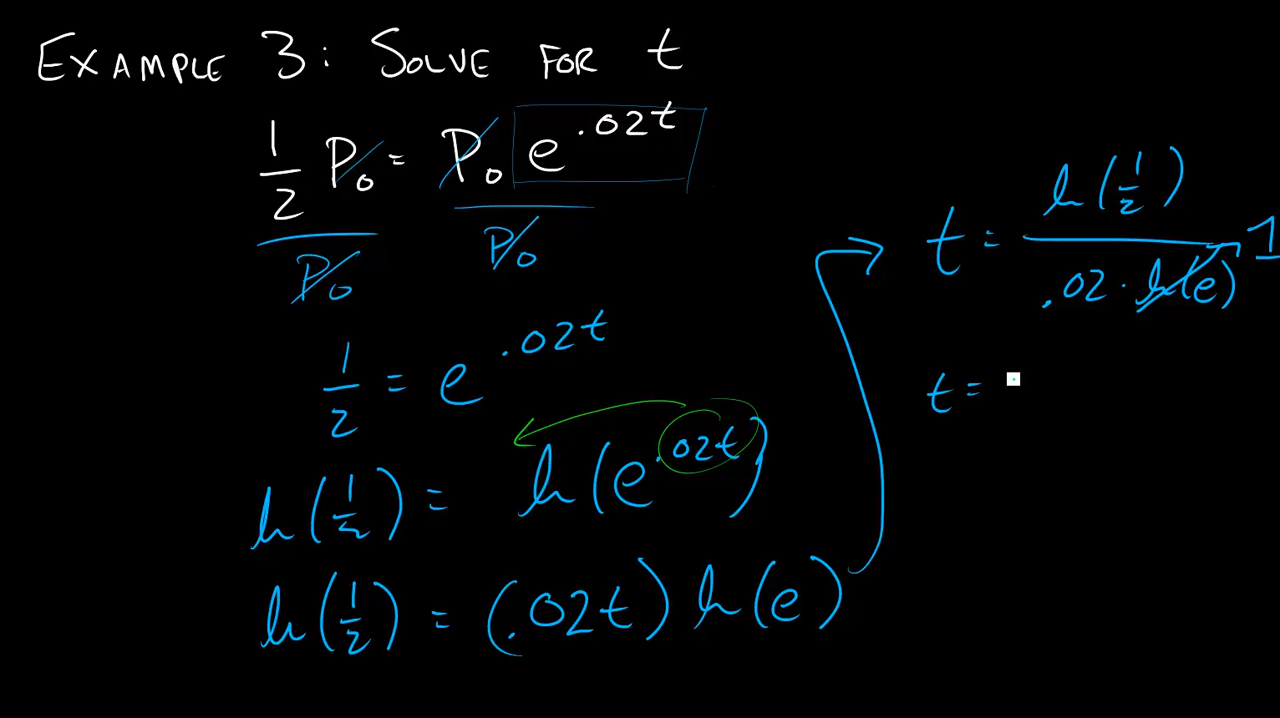 EXAMPLE 3: SOLVE FOR t
1/2 P₀ = P₀ e^.02t
P₀ P₀
1/2 = e^.02t
ln(1/2) = ln(e^.02t)
ln(1/2) = (.02t) ln(e)
t = ln(1/2) / .02 · ln(e) 1
t =